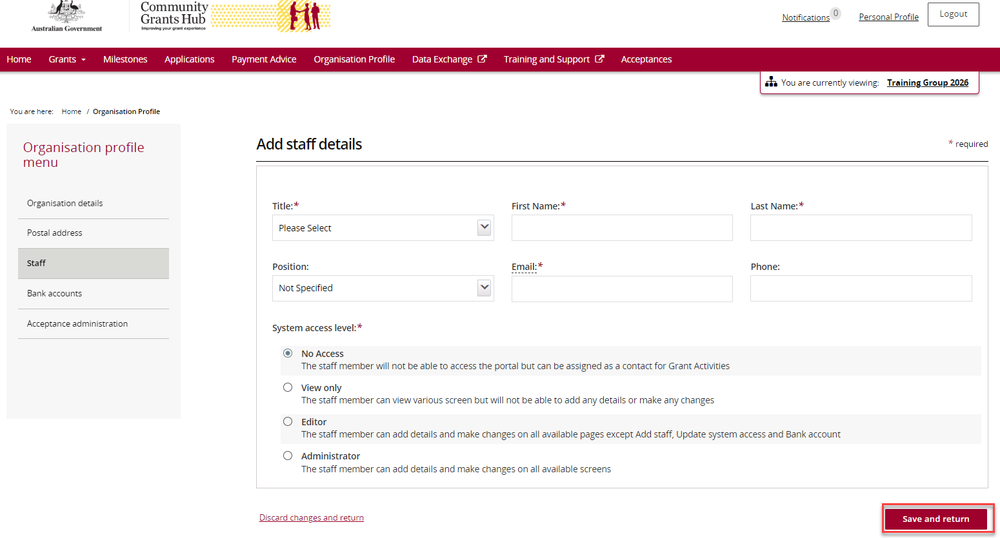 Australian Government
Community
Grants Hub
Improving your grant experience
Notifications 0
Personal Profile
Logout
Home
Grants
Milestones
Applications
Payment Advice
Organisation Profile
Data Exchange
Training and Support
Acceptances
You are currently viewing: Training Group 2026
You are here: Home / Organisation Profile
Organisation profile
menu
Organisation details
Postal address
Staff
Bank accounts
Acceptance administration
Add staff details
* required
Title:*
First Name:*
Last Name:*
Please Select
Position:
Email:*
Phone:
Not Specified
System access level:*
No Access
The staff member will not be able to access the portal but can be assigned as a contact for Grant Activities
View only
The staff member can view various screen but will not be able to add any details or make any changes
Editor
The staff member can add details and make changes on all available pages except Add staff, Update system access and Bank account
Administrator
The staff member can add details and make changes on all available screens
Discard changes and return
Save and return